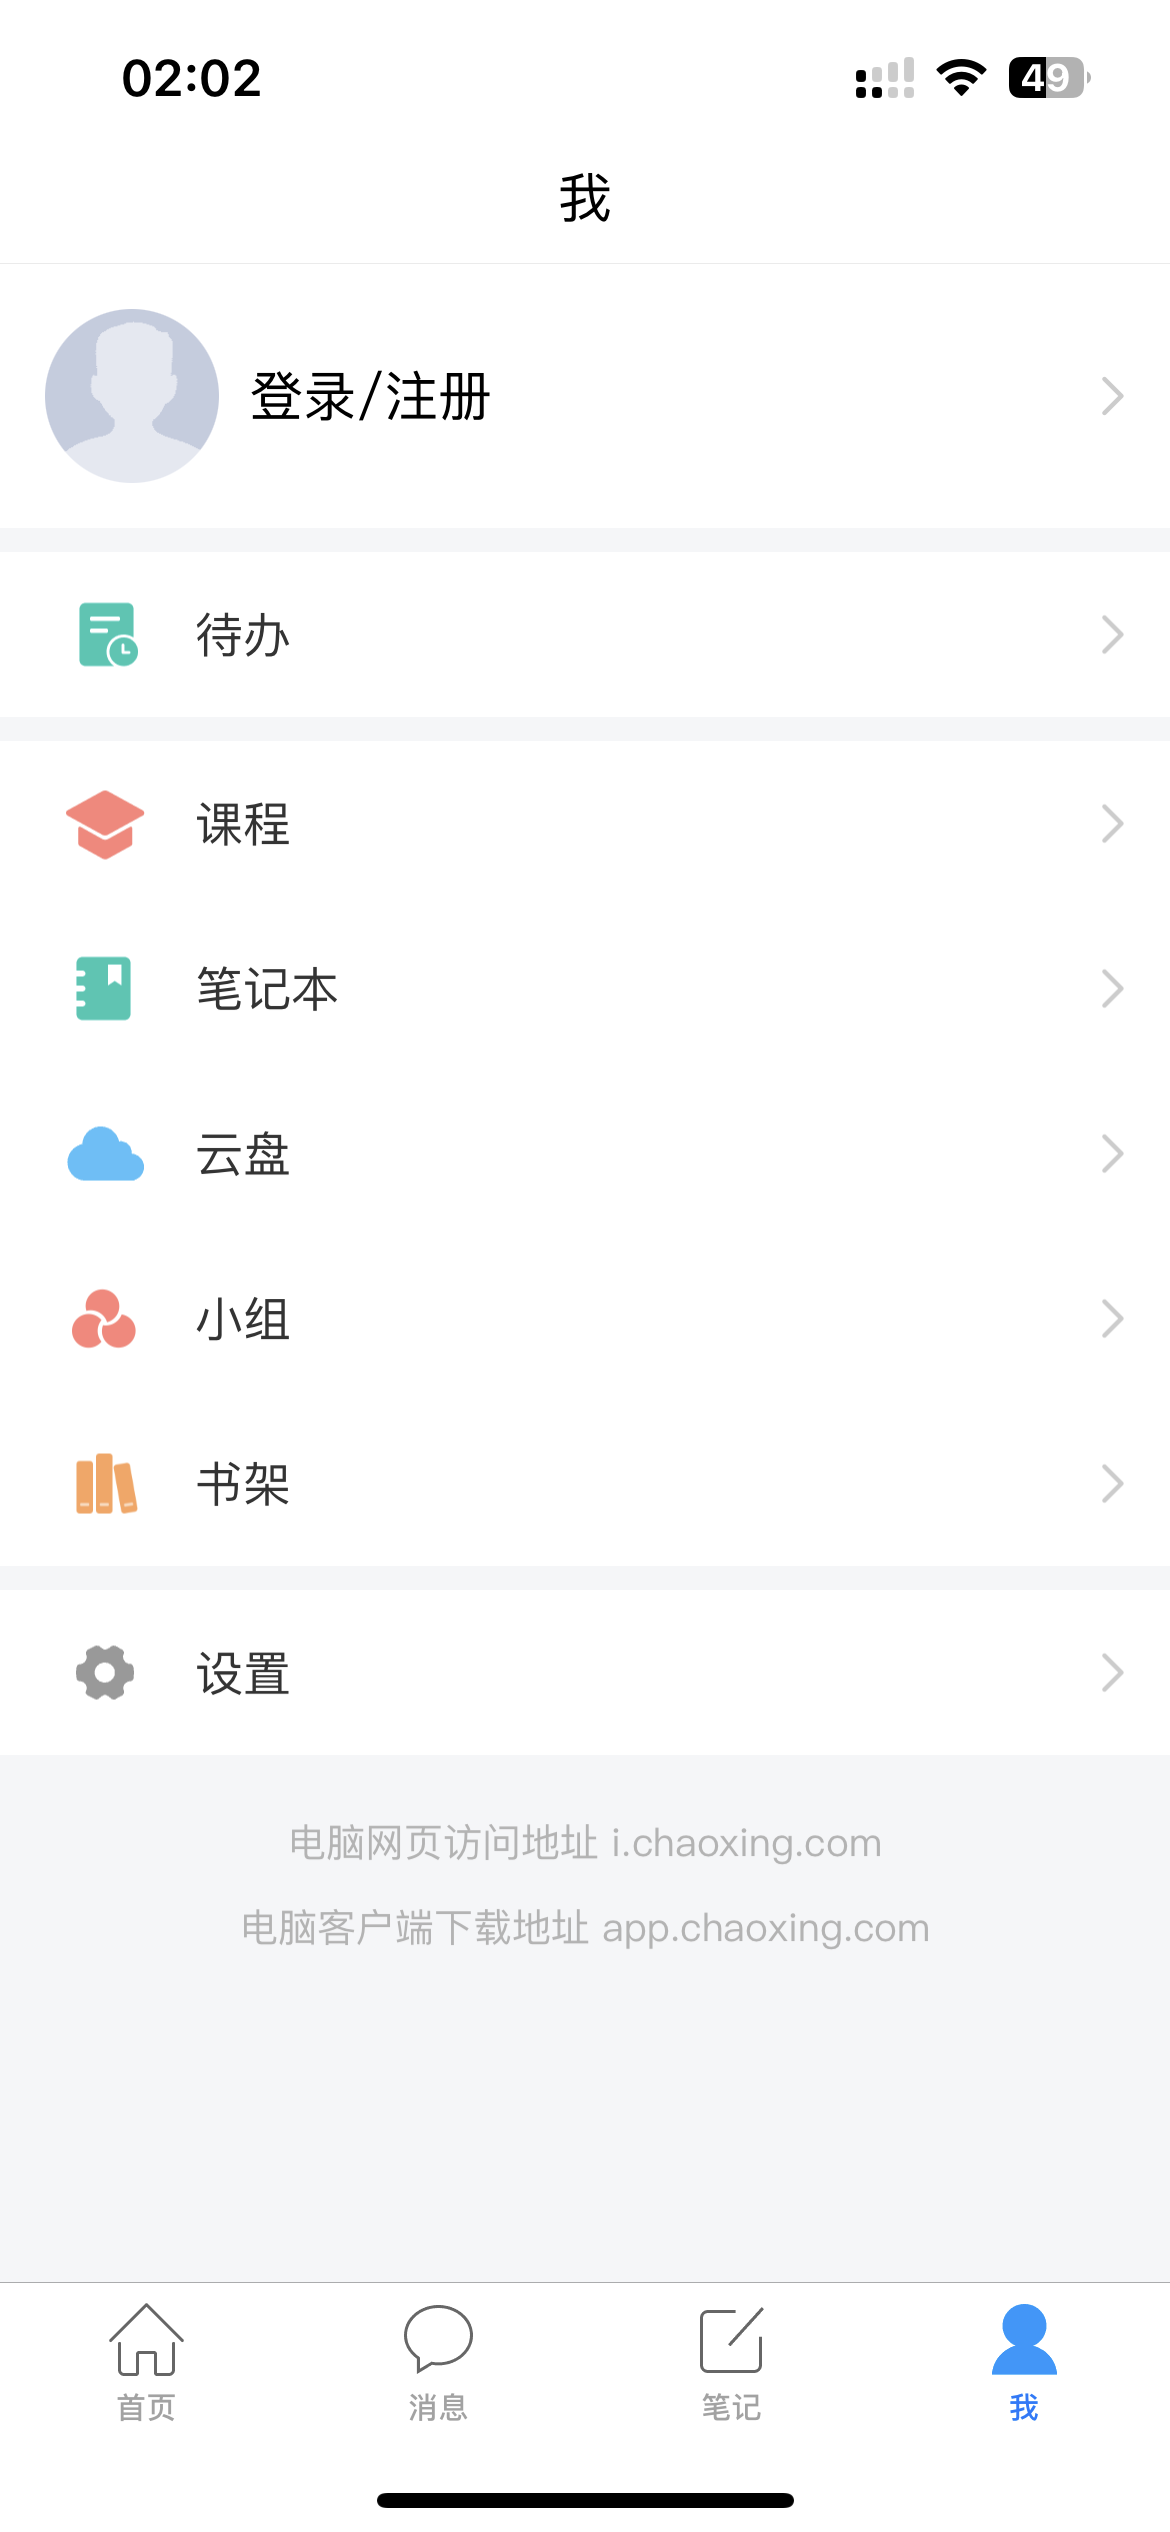 02:02
49
我
登录/注册
待办
课程
笔记本
云盘
小组
书架
设置
电脑网页访问地址 i.chaoxing.com
电脑客户端下载地址 app.chaoxing.com
首页
消息
笔记
我